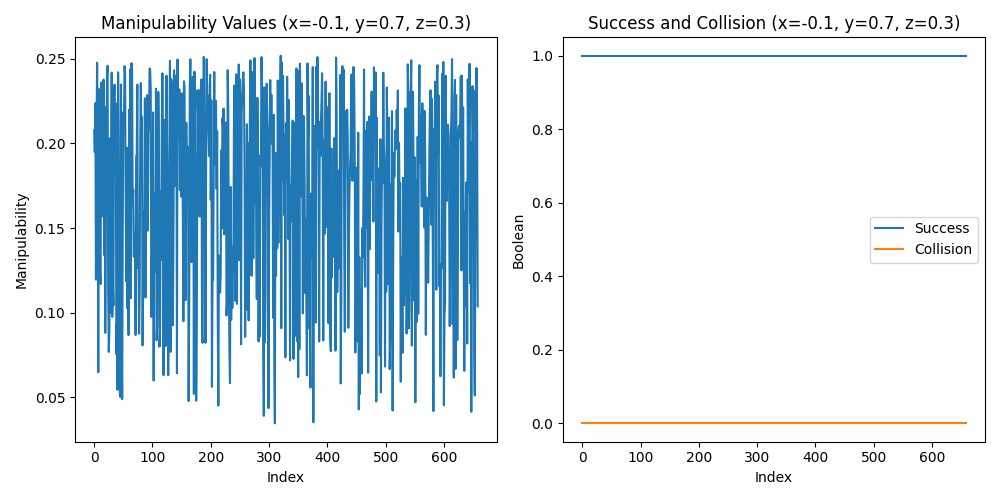 Manipulability Values (x=-0.1, y=0.7, z=0.3)
Manipulability
0.25
0.20
0.15
0.10
0.05
0 100 200 300 400 500 600
Index
Success and Collision (x=-0.1, y=0.7, z=0.3)
Boolean
1.0
0.8
0.6
0.4
0.2
0.0
Success
Collision
0 100 200 300 400 500 600
Index